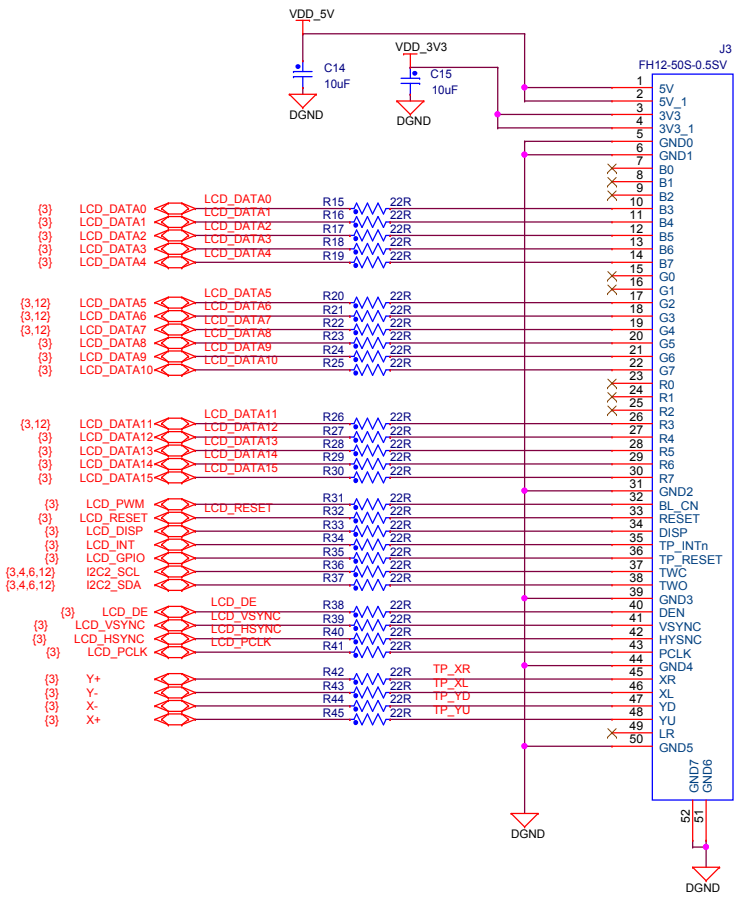 VDD_5V
VDD_3V3
J3
FH12-50S-0.5SV
C14
10uF
DGND
C15
10uF
DGND
1 5V
2 5V_1
3 3V3
4 3V3_1
5 GND0
6 GND1
7 B0
8 B1
9 B2
{3} LCD_DATA0 LCD_DATA0 R15 22R 10 B3
{3} LCD_DATA1 LCD_DATA1 R16 22R 11 B4
{3} LCD_DATA2 LCD_DATA2 R17 22R 12 B5
{3} LCD_DATA3 LCD_DATA3 R18 22R 13 B6
{3} LCD_DATA4 LCD_DATA4 R19 22R 14 B7
15 G0
16 G1
{3,12} LCD_DATA5 LCD_DATA5 R20 22R 17 G2
{3,12} LCD_DATA6 LCD_DATA6 R21 22R 18 G3
{3,12} LCD_DATA7 LCD_DATA7 R22 22R 19 G4
{3} LCD_DATA8 LCD_DATA8 R23 22R 20 G5
{3} LCD_DATA9 LCD_DATA9 R24 22R 21 G6
{3} LCD_DATA10 LCD_DATA10 R25 22R 22 G7
23 R0
24 R1
25 R2
{3,12} LCD_DATA11 LCD_DATA11 R26 22R 26 R3
{3} LCD_DATA12 LCD_DATA12 R27 22R 27 R4
{3} LCD_DATA13 LCD_DATA13 R28 22R 28 R5
{3} LCD_DATA14 LCD_DATA14 R29 22R 29 R6
{3} LCD_DATA15 LCD_DATA15 R30 22R 30 R7
31 GND2
{3} LCD_PWM R31 22R 32 BL_CN
{3} LCD_RESET LCD_RESET R32 22R 33 RESET
{3} LCD_DISP R33 22R 34 DISP
{3} LCD_INT R34 22R 35 TP_INTn
{3} LCD_GPIO R35 22R 36 TP_RESET
{3,4,6,12} I2C2_SCL R36 22R 37 TWC
{3,4,6,12} I2C2_SDA R37 22R 38 TWO
39 GND3
{3} LCD_DE LCD_DE R38 22R 40 DEN
{3} LCD_VSYNC LCD_VSYNC R39 22R 41 VSYNC
{3} LCD_HSYNC LCD_HSYNC R40 22R 42 HYSNC
{3} LCD_PCLK LCD_PCLK R41 22R 43 PCLK
44 GND4
{3} Y+ R42 22R TP_XR 45 XR
{3} Y- R43 22R TP_XL 46 XL
{3} X- R44 22R TP_YD 47 YD
{3} X+ R45 22R TP_YU 48 YU
49 LR
50 GND5
GND7
GND6
52
51
DGND
DGND